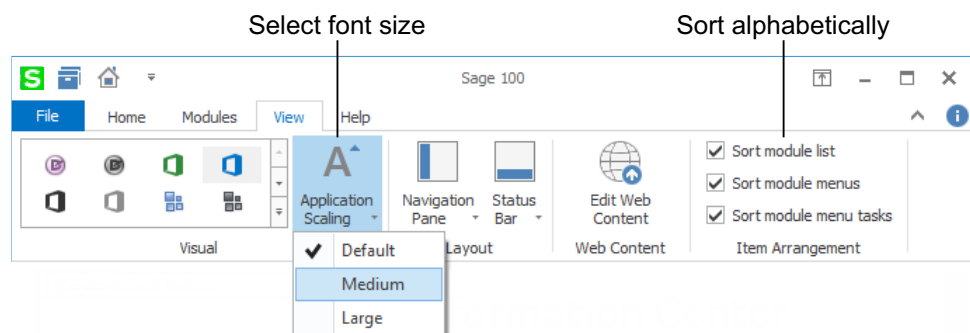 Select font size
Sort alphabetically
S
Sage 100
File
Home
Modules
View
Help
Application
Scaling
Navigation
Pane
Status
Bar
Edit Web
Content
Sort module list
Sort module menus
Sort module menu tasks
Visual
Layout
Web Content
Item Arrangement
Default
Medium
Large